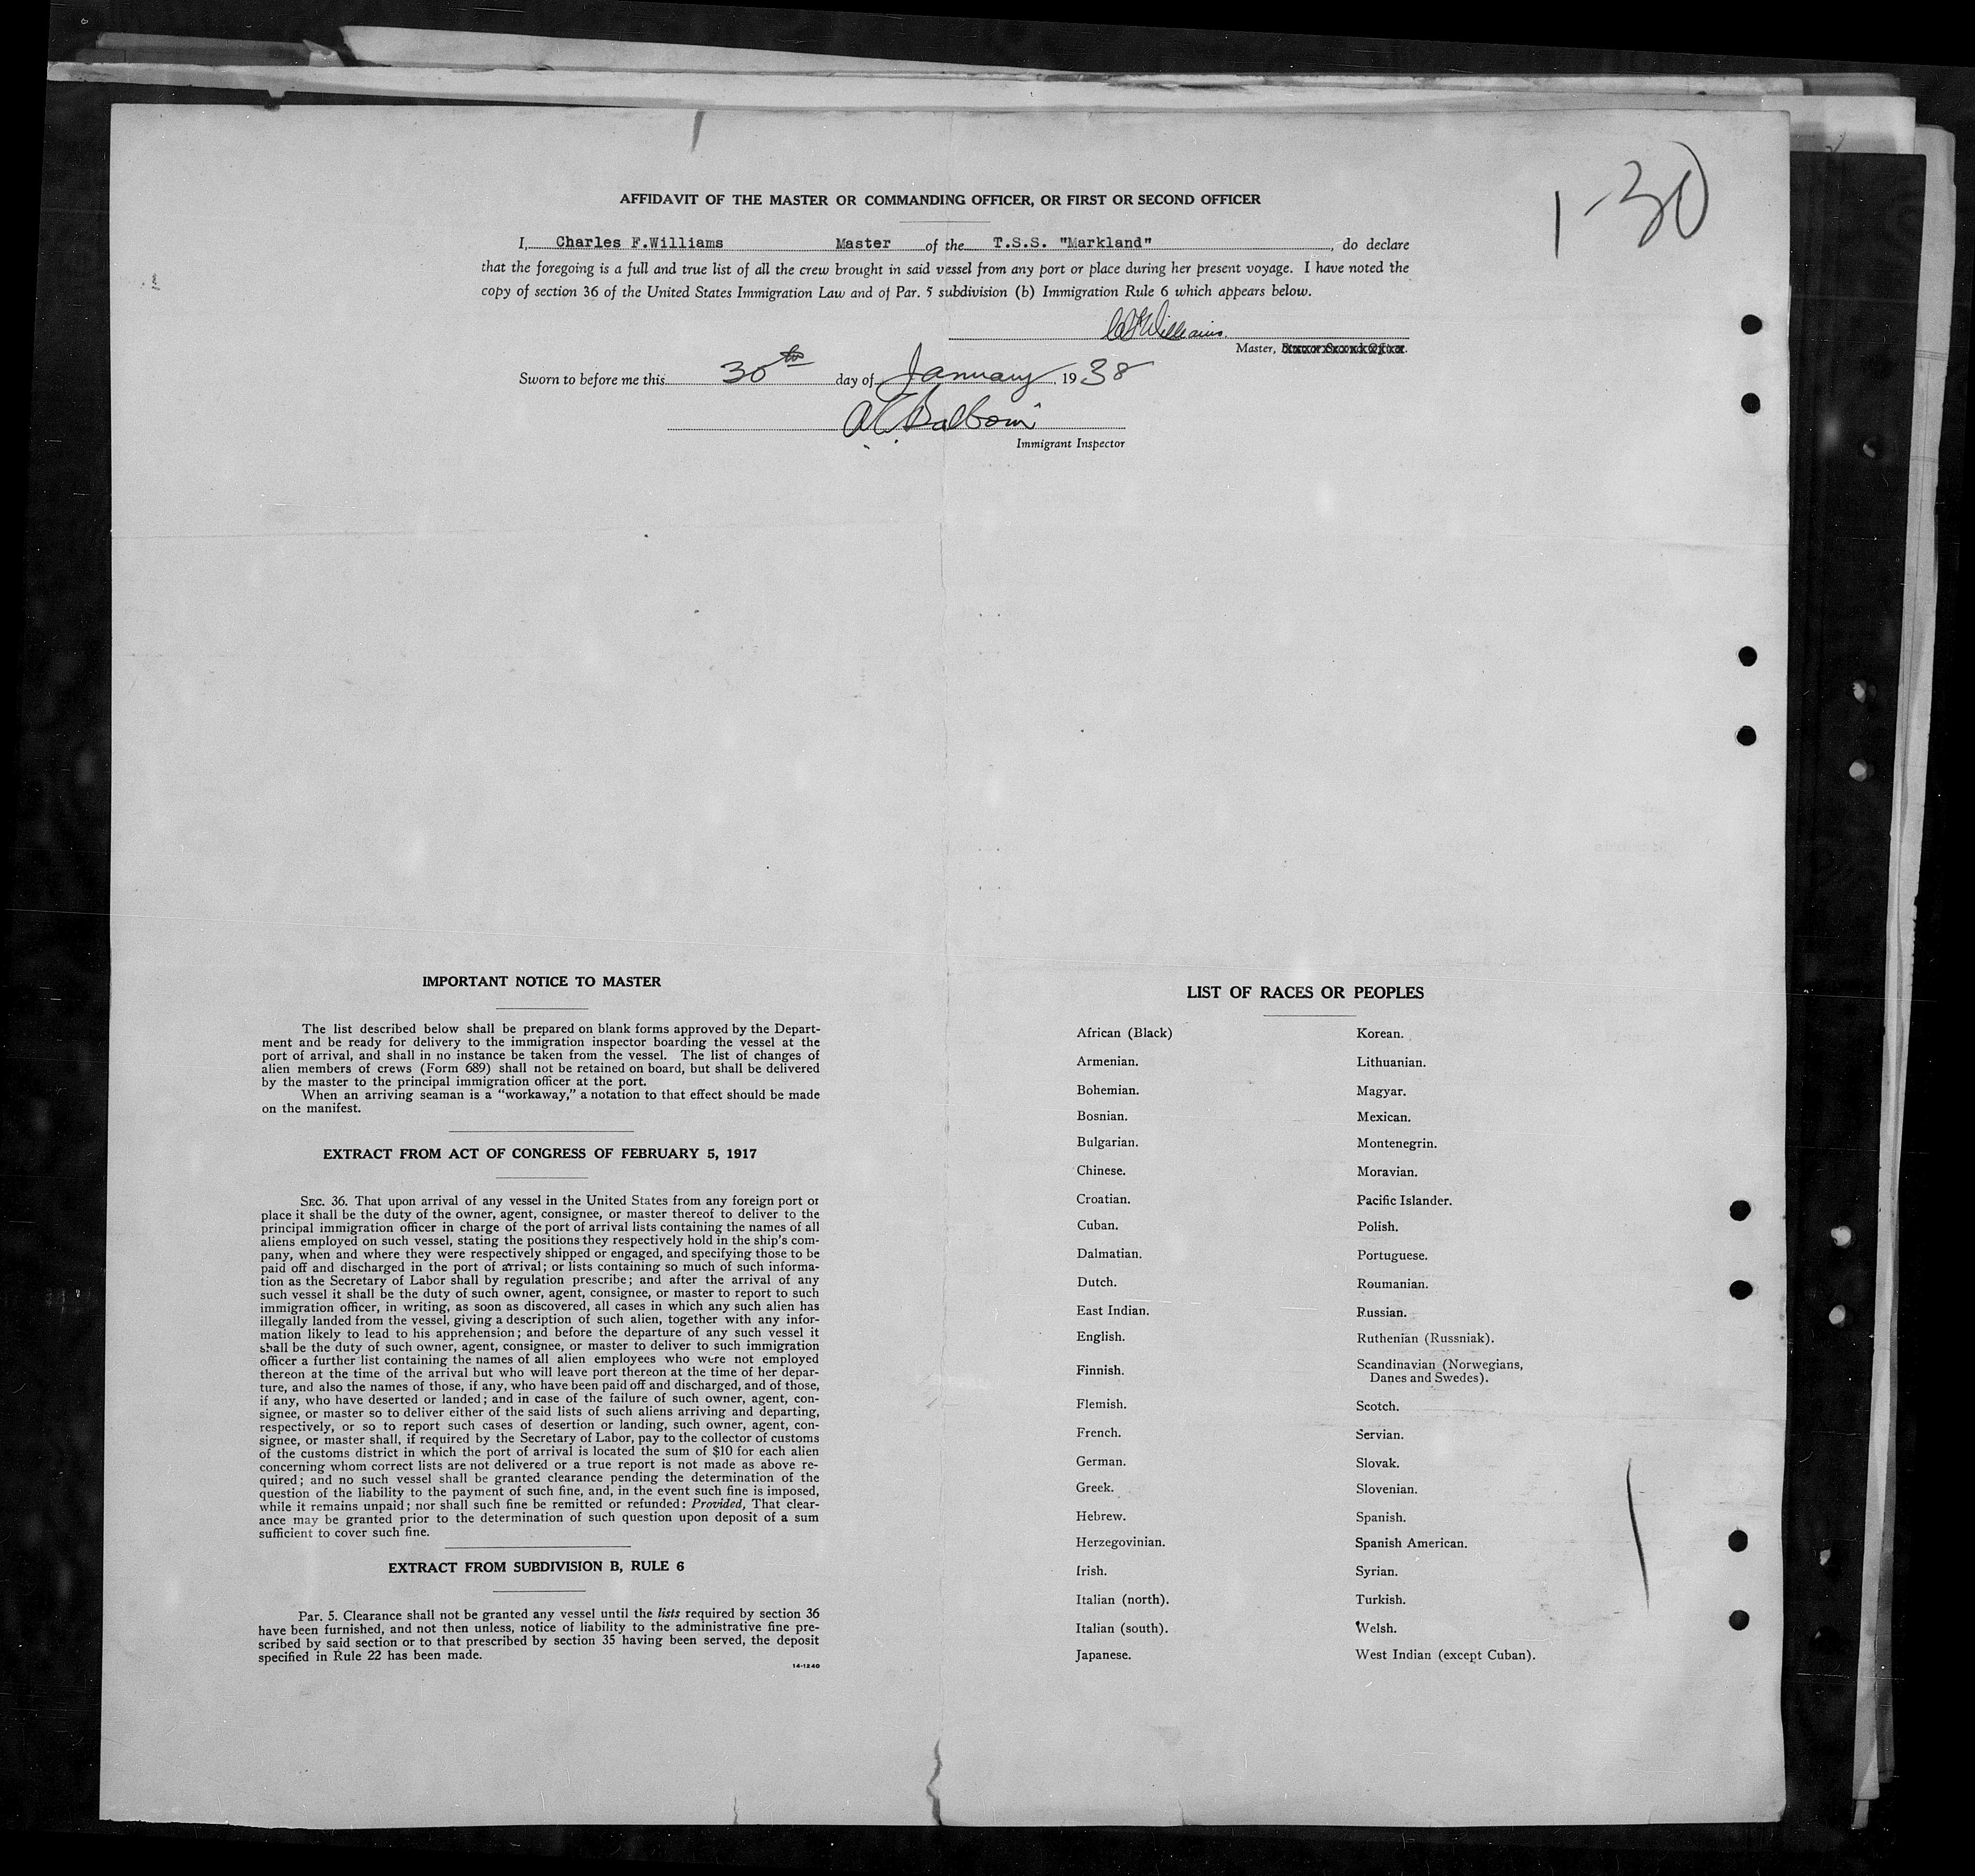 1-30
AFFIDAVIT OF THE MASTER OR COMMANDING OFFICER, OR FIRST OR SECOND OFFICER
I, Charles F.Williams Master of the T.S.S. "Markland", do declare
that the foregoing is a full and true list of all the crew brought in said vessel from any port or place during her present voyage. I have noted the
copy of section 36 of the United States Immigration Law and of Par. 5 subdivision (b) Immigration Rule 6 which appears below.
C F Williams.
Master,
Sworn to before me this 30th day of January, 1938
Immigrant Inspector
IMPORTANT NOTICE TO MASTER
The list described below shall be prepared on blank forms approved by the Depart-
ment and be ready for delivery to the immigration inspector boarding the vessel at the
port of arrival, and shall in no instance be taken from the vessel. The list of changes of
alien members of crews (Form 689) shall not be retained on board, but shall be delivered
by the master to the principal immigration officer at the port.
When an arriving seaman is a “workaway,” a notation to that effect should be made
on the manifest.
EXTRACT FROM ACT OF CONGRESS OF FEBRUARY 5, 1917
SEC. 36. That upon arrival of any vessel in the United States from any foreign port or
place it shall be the duty of the owner, agent, consignee, or master thereof to deliver to the
principal immigration officer in charge of the port of arrival lists containing the names of all
aliens employed on such vessel, stating the positions they respectively hold in the ship's com-
pany, when and where they were respectively shipped or engaged, and specifying those to be
paid off and discharged in the port of arrival; or lists containing so much of such informa-
tion as the Secretary of Labor shall by regulation prescribe; and after the arrival of any
such vessel it shall be the duty of such owner, agent, consignee, or master to report to such
immigration officer, in writing, as soon as discovered, all cases in which any such alien has
illegally landed from the vessel, giving a description of such alien, together with any infor-
mation likely to lead to his apprehension; and before the departure of any such vessel it
shall be the duty of such owner, agent, consignee, or master to deliver to such immigration
officer a further list containing the names of all alien employees who were not employed
thereon at the time of the arrival but who will leave port thereon at the time of her depar-
ture, and also the names of those, if any, who have been paid off and discharged, and of those,
if any, who have deserted or landed; and in case of the failure of such owner, agent, con-
signee, or master so to deliver either of the said lists of such aliens arriving and departing,
respectively, or so to report such cases of desertion or landing, such owner, agent, con-
signee, or master shall, if required by the Secretary of Labor, pay to the collector of customs
of the customs district in which the port of arrival is located the sum of $10 for each alien
concerning whom correct lists are not delivered or a true report is not made as above re-
quired; and no such vessel shall be granted clearance pending the determination of the
question of the liability to the payment of such fine, and, in the event such fine is imposed,
while it remains unpaid; nor shall such fine be remitted or refunded: Provided, That clear-
ance may be granted prior to the determination of such question upon deposit of a sum
sufficient to cover such fine.
EXTRACT FROM SUBDIVISION B, RULE 6
Par. 5. Clearance shall not be granted any vessel until the lists required by section 36
have been furnished, and not then unless, notice of liability to the administrative fine pre-
scribed by said section or to that prescribed by section 35 having been served, the deposit
specified in Rule 22 has been made.
14-1240
LIST OF RACES OR PEOPLES
African (Black)
Armenian.
Bohemian.
Bosnian.
Bulgarian.
Chinese.
Croatian.
Cuban.
Dalmatian.
Dutch.
East Indian.
English.
Finnish.
Flemish.
French.
German.
Greek.
Hebrew.
Herzegovinian.
Irish.
Italian (north).
Italian (south).
Japanese.
Korean.
Lithuanian.
Magyar.
Mexican.
Montenegrin.
Moravian.
Pacific Islander.
Polish.
Portuguese.
Roumanian.
Russian.
Ruthenian (Russniak).
Scandinavian (Norwegians,
Danes and Swedes).
Scotch.
Servian.
Slovak.
Slovenian.
Spanish.
Spanish American.
Syrian.
Turkish.
Welsh.
West Indian (except Cuban).